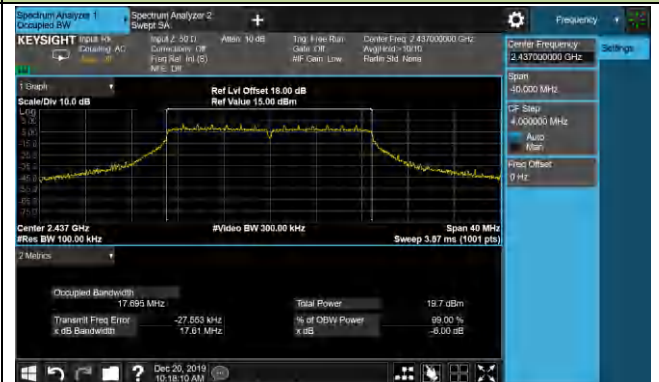 Spectrum Analyzer 1
Occupied BW
Spectrum Analyzer 2
Swept SA
+
Frequency
KEYSIGHT Input: RF
Coupling: AC
Input Z: 50 Ω
Corrections: Off
Freq Ref: Int (S)
NFE: Off
Atten: 10 dB
Trig: Free Run
Gate: Off
#IF Gain: Low
Center Freq: 2.437000000 GHz
Avg|Hold:>10/10
Radio Std: None
Center Frequency
2.437000000 GHz
Settings
Span
40.000 MHz
CF Step
4.000000 MHz
Auto
Man
Freq Offset
0 Hz
1 Graph
Scale/Div 10.0 dB
Ref Lvl Offset 18.00 dB
Ref Value 15.00 dBm
Log
5.00
Center 2.437 GHz
#Res BW 100.00 kHz
#Video BW 300.00 kHz
Span 40 MHz
Sweep 3.87 ms (1001 pts)
2 Metrics
Occupied Bandwidth
17.695 MHz
Total Power
19.7 dBm
Transmit Freq Error
-27.553 kHz
% of OBW Power
99.00 %
x dB Bandwidth
17.61 MHz
x dB
-6.00 dB
?
Dec 20, 2019
10:18:10 AM